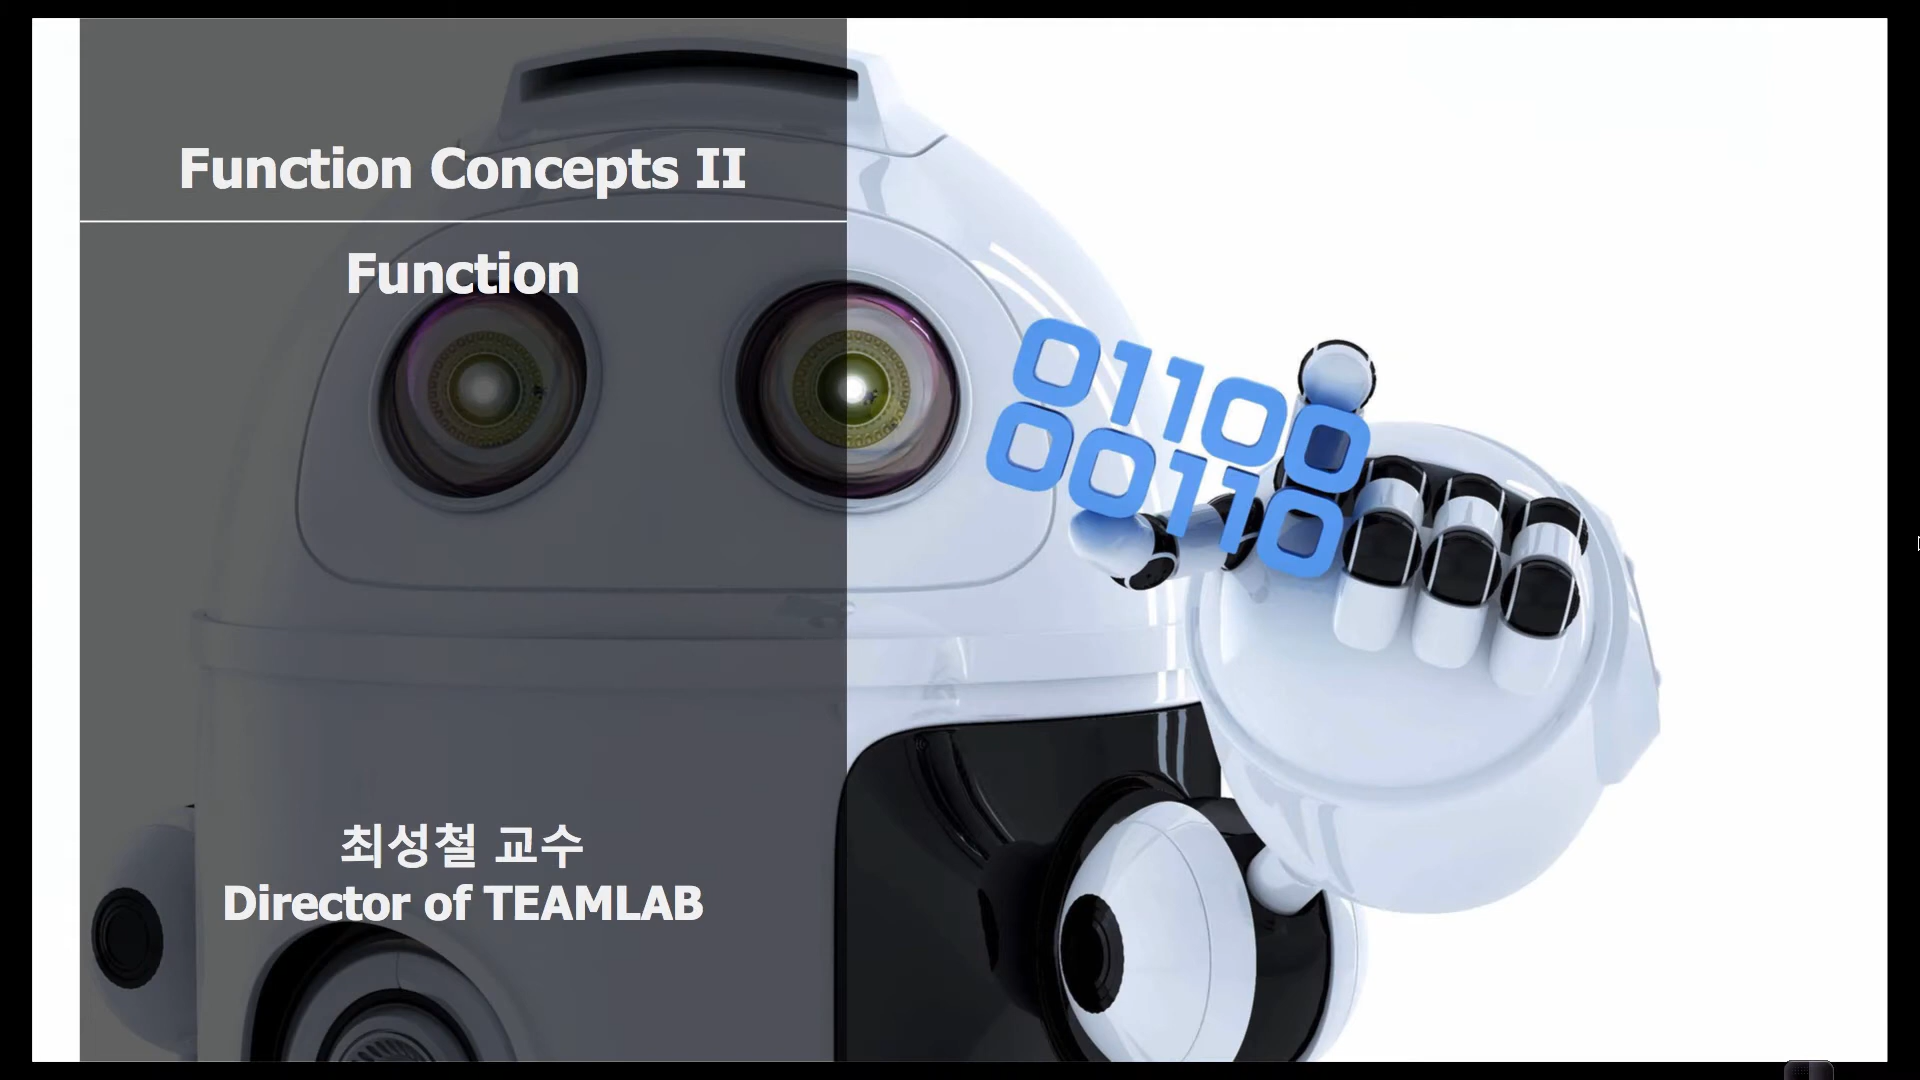 Function Concepts II
Function
01100
00110
최성철 교수
Director of TEAMLAB